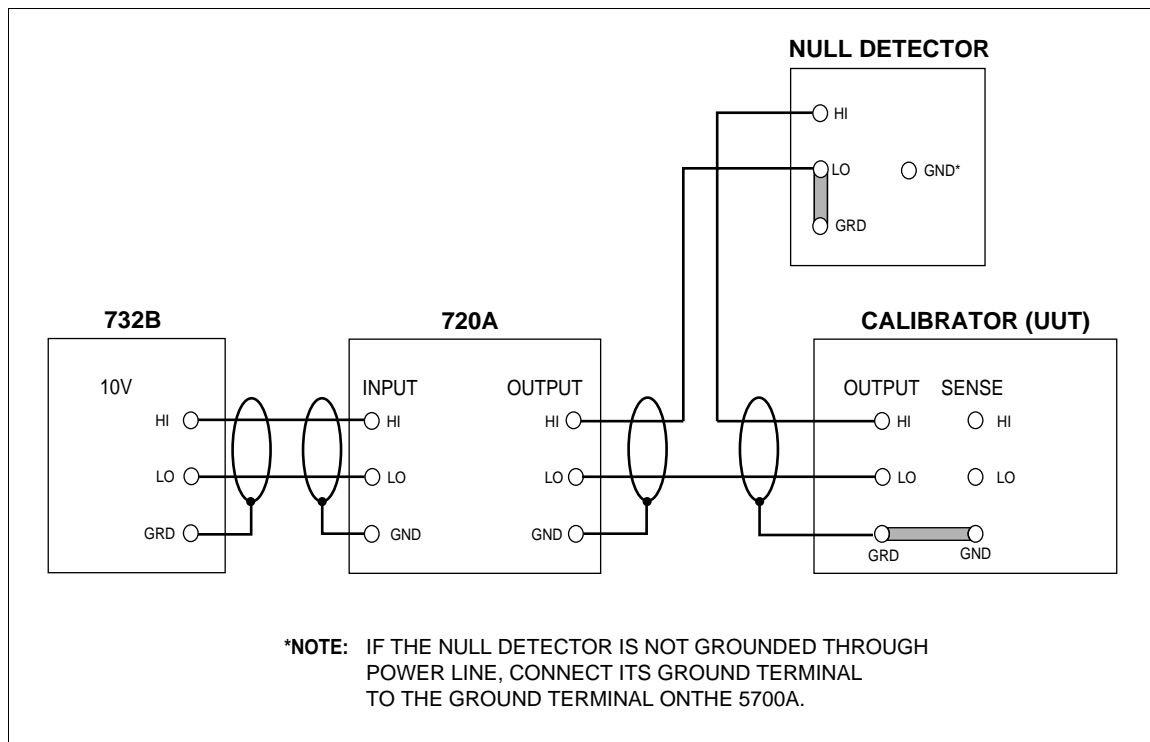 NULL DETECTOR
HI
LO
GND*
GRD
732B
720A
CALIBRATOR (UUT)
10V
INPUT
OUTPUT
OUTPUT
SENSE
HI
HI
HI
HI
HI
LO
LO
LO
LO
LO
GRD
GND
GND
GRD
GND
*NOTE: IF THE NULL DETECTOR IS NOT GROUNDED THROUGH
POWER LINE, CONNECT ITS GROUND TERMINAL
TO THE GROUND TERMINAL ONTHE 5700A.